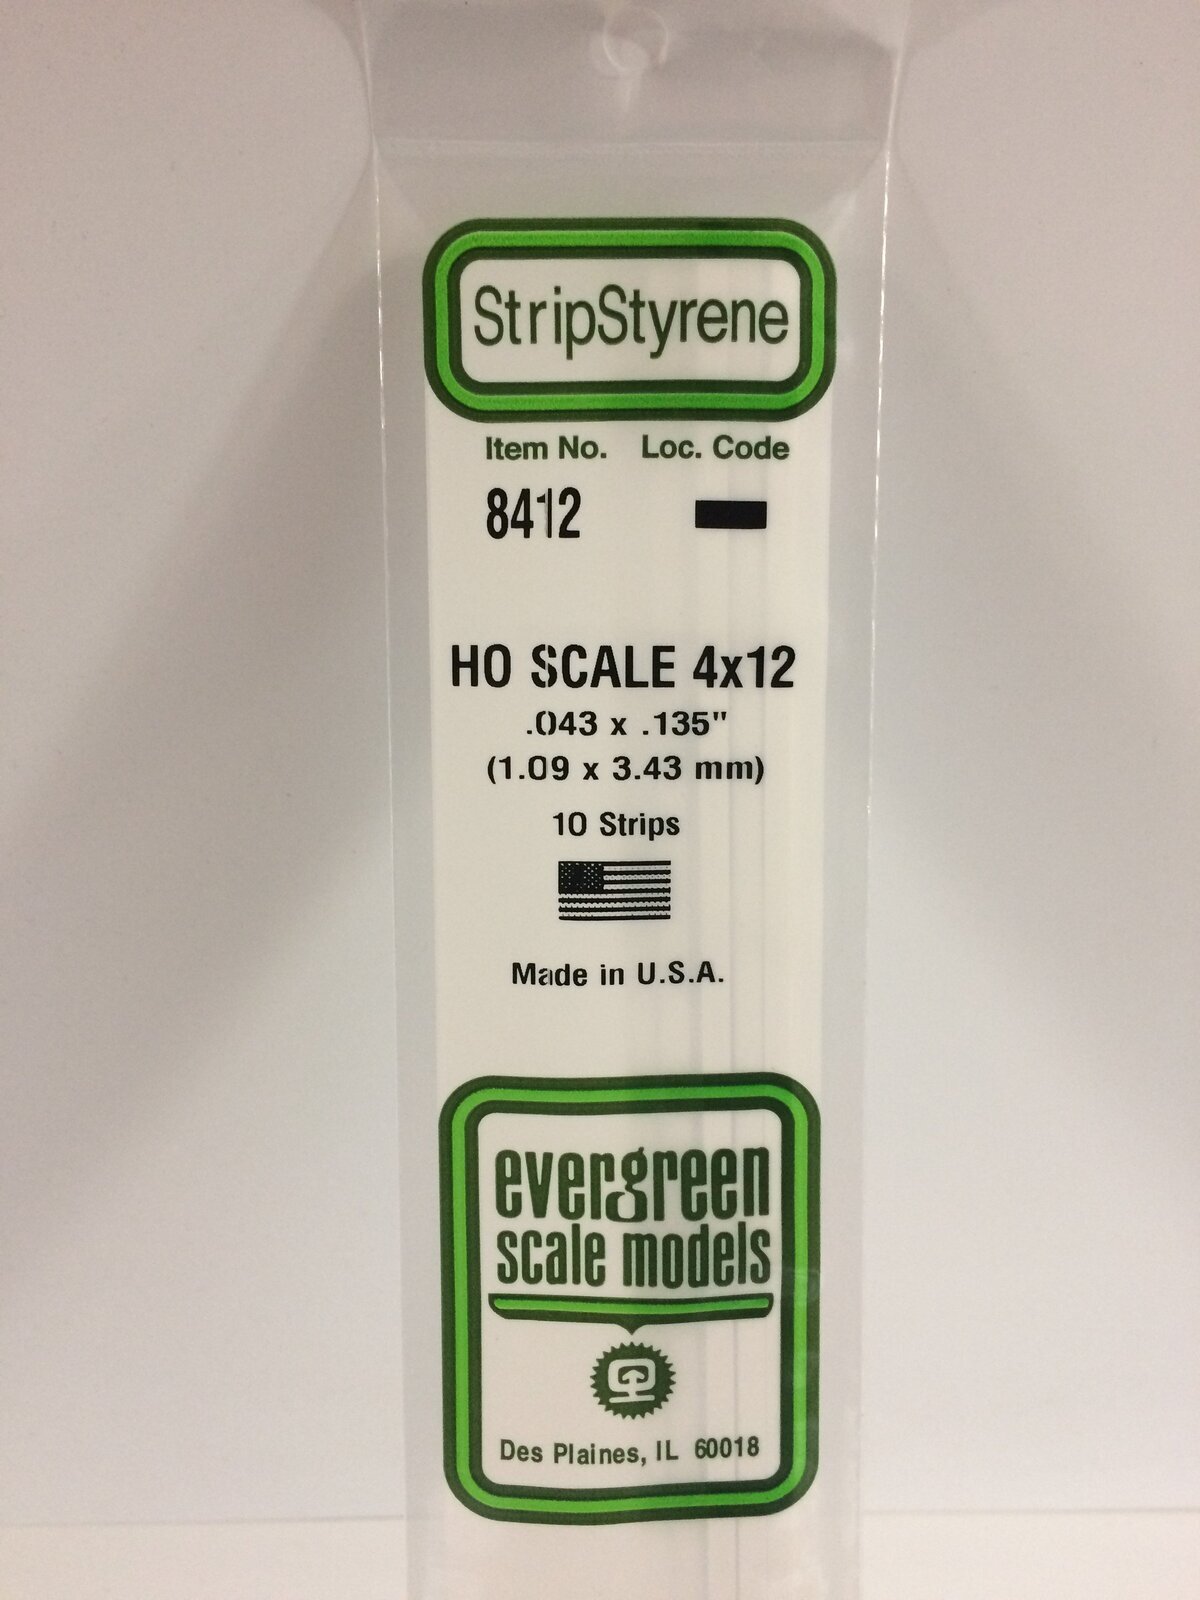 StripStyrene
Item No. Loc. Code
8412
HO SCALE 4x12
.043 x .135"
(1.09 x 3.43 mm)
10 Strips
Made in U.S.A.
evergreen
scale models
Des Plaines, IL 60018